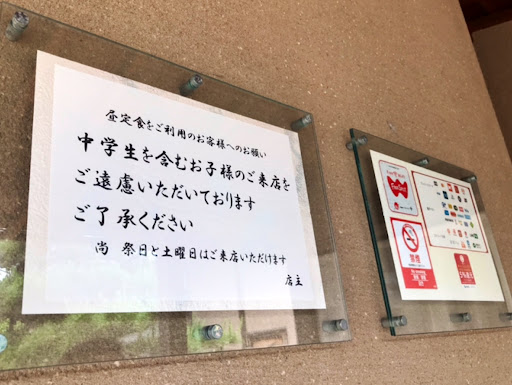 昼定食をご利用のお客様へのお願い
中学生を含むお子様のご来店を
ご遠慮いただいております
ご了承ください
尚　祭日と土曜日はご来店いただけます
店主
禁煙